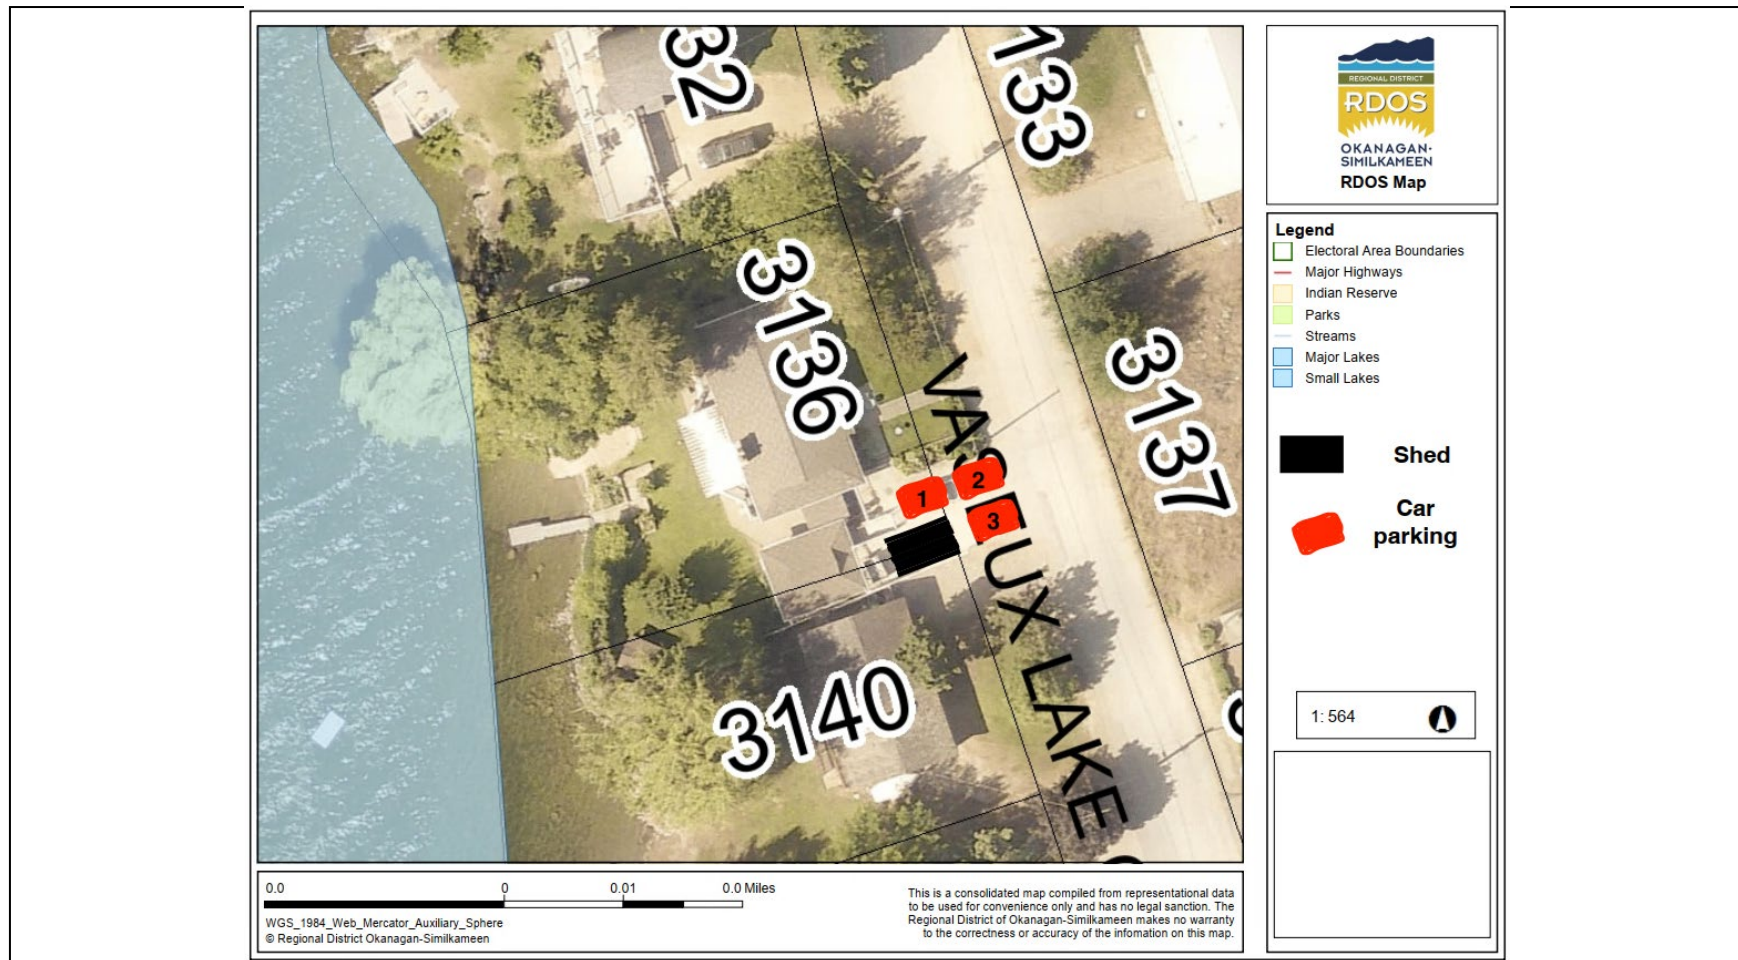 32
133
3136
3137
3140
VAS
UX LAKE
1
2
3
REGIONAL DISTRICT
RDOS
OKANAGAN-
SIMILKAMEEN
RDOS Map
Legend
Electoral Area Boundaries
Major Highways
Indian Reserve
Parks
Streams
Major Lakes
Small Lakes
Shed
Car
parking
1: 564
0.0 0 0.01 0.0 Miles
WGS_1984_Web_Mercator_Auxiliary_Sphere
© Regional District Okanagan-Similkameen
This is a consolidated map compiled from representational data
to be used for convenience only and has no legal sanction. The
Regional District of Okanagan-Similkameen makes no warranty
to the correctness or accuracy of the infomation on this map.